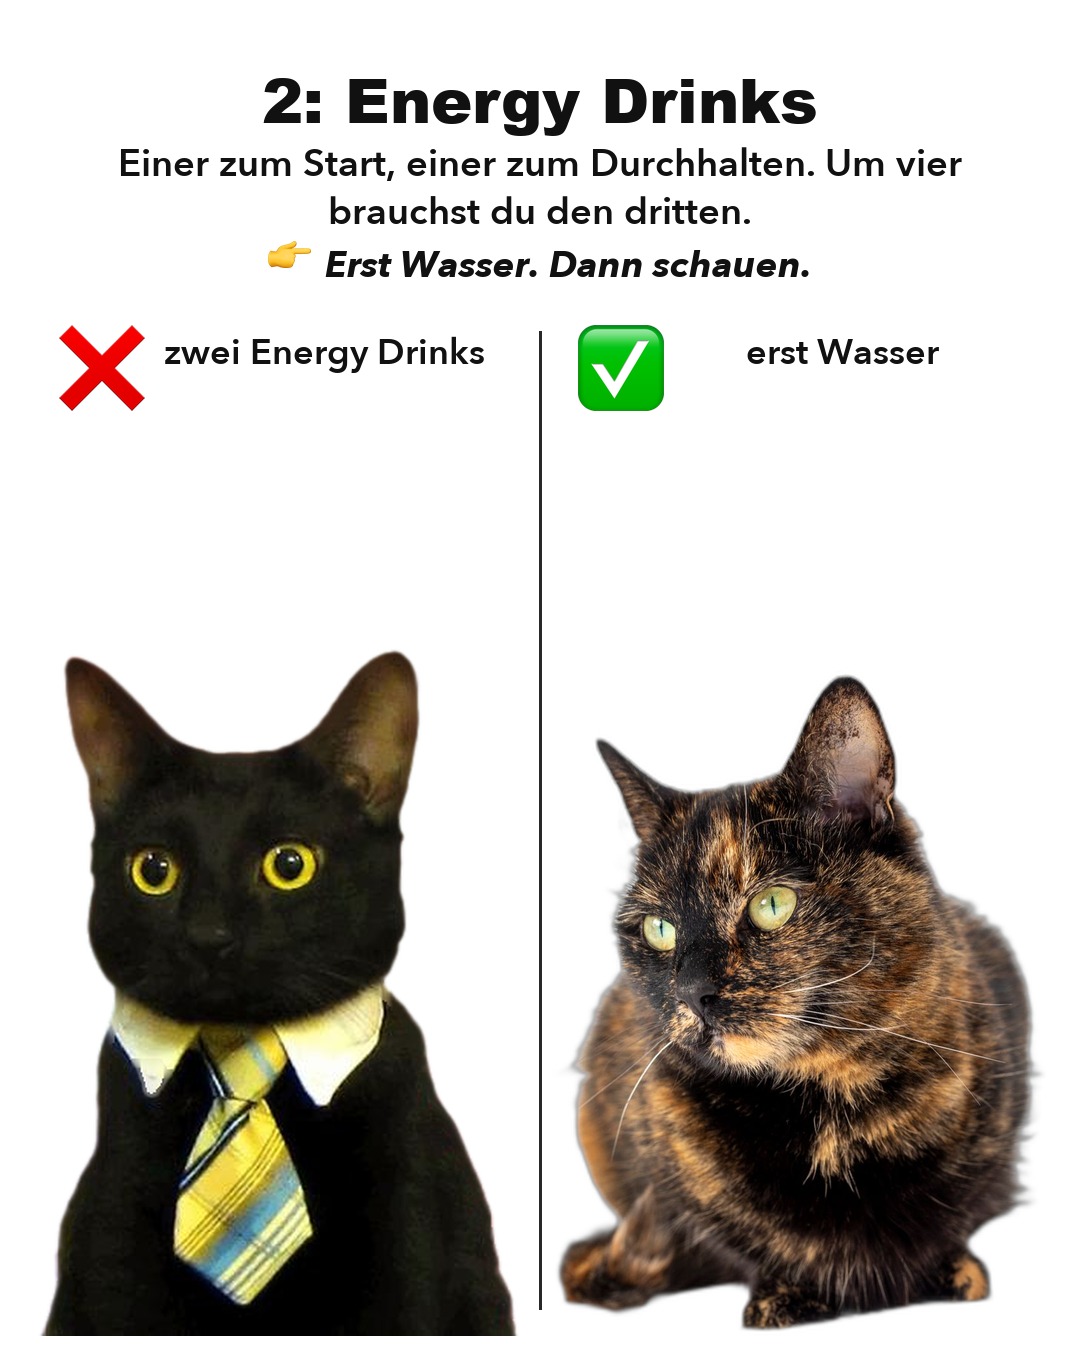 2: Energy Drinks
Einer zum Start, einer zum Durchhalten. Um vier
brauchst du den dritten.
👉 Erst Wasser. Dann schauen.
❌ zwei Energy Drinks
✅ erst Wasser